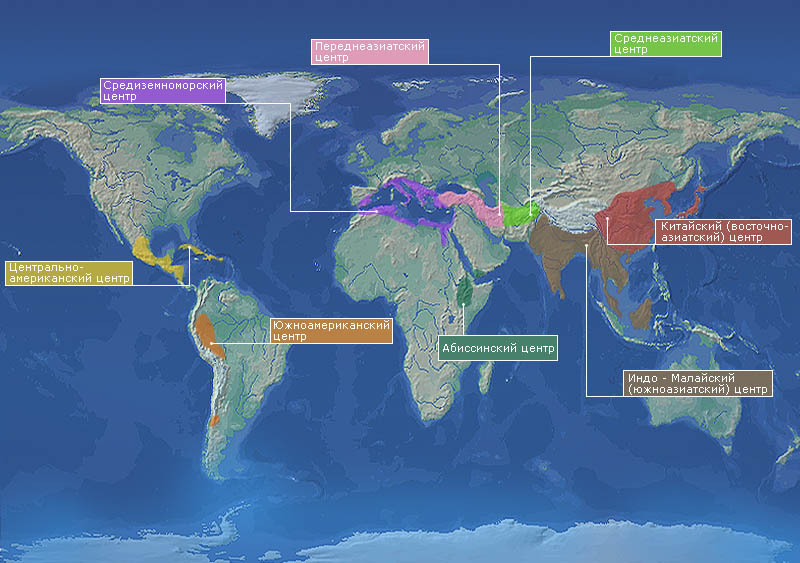 Среднеазиатский
центр
Переднеазиатский
центр
Средиземноморский
центр
Китайский (восточно-
азиатский) центр
Центрально-
американский центр
Южноамериканский
центр
Абиссинский центр
Индо - Малайский
(южноазиатский) центр